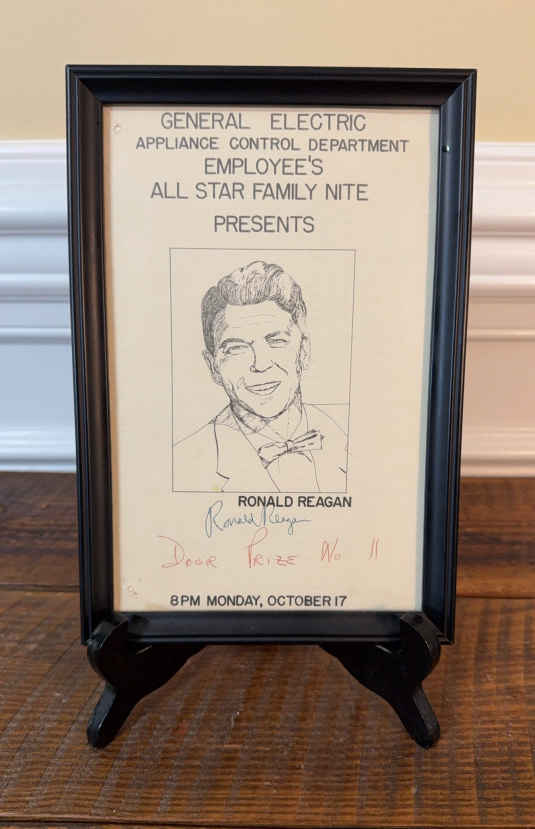 GENERAL ELECTRIC
APPLIANCE CONTROL DEPARTMENT
EMPLOYEE'S
ALL STAR FAMILY NITE
PRESENTS
RONALD REAGAN
Ronald Reagan
DOOR PRIZE NO 11
8PM MONDAY, OCTOBER 17